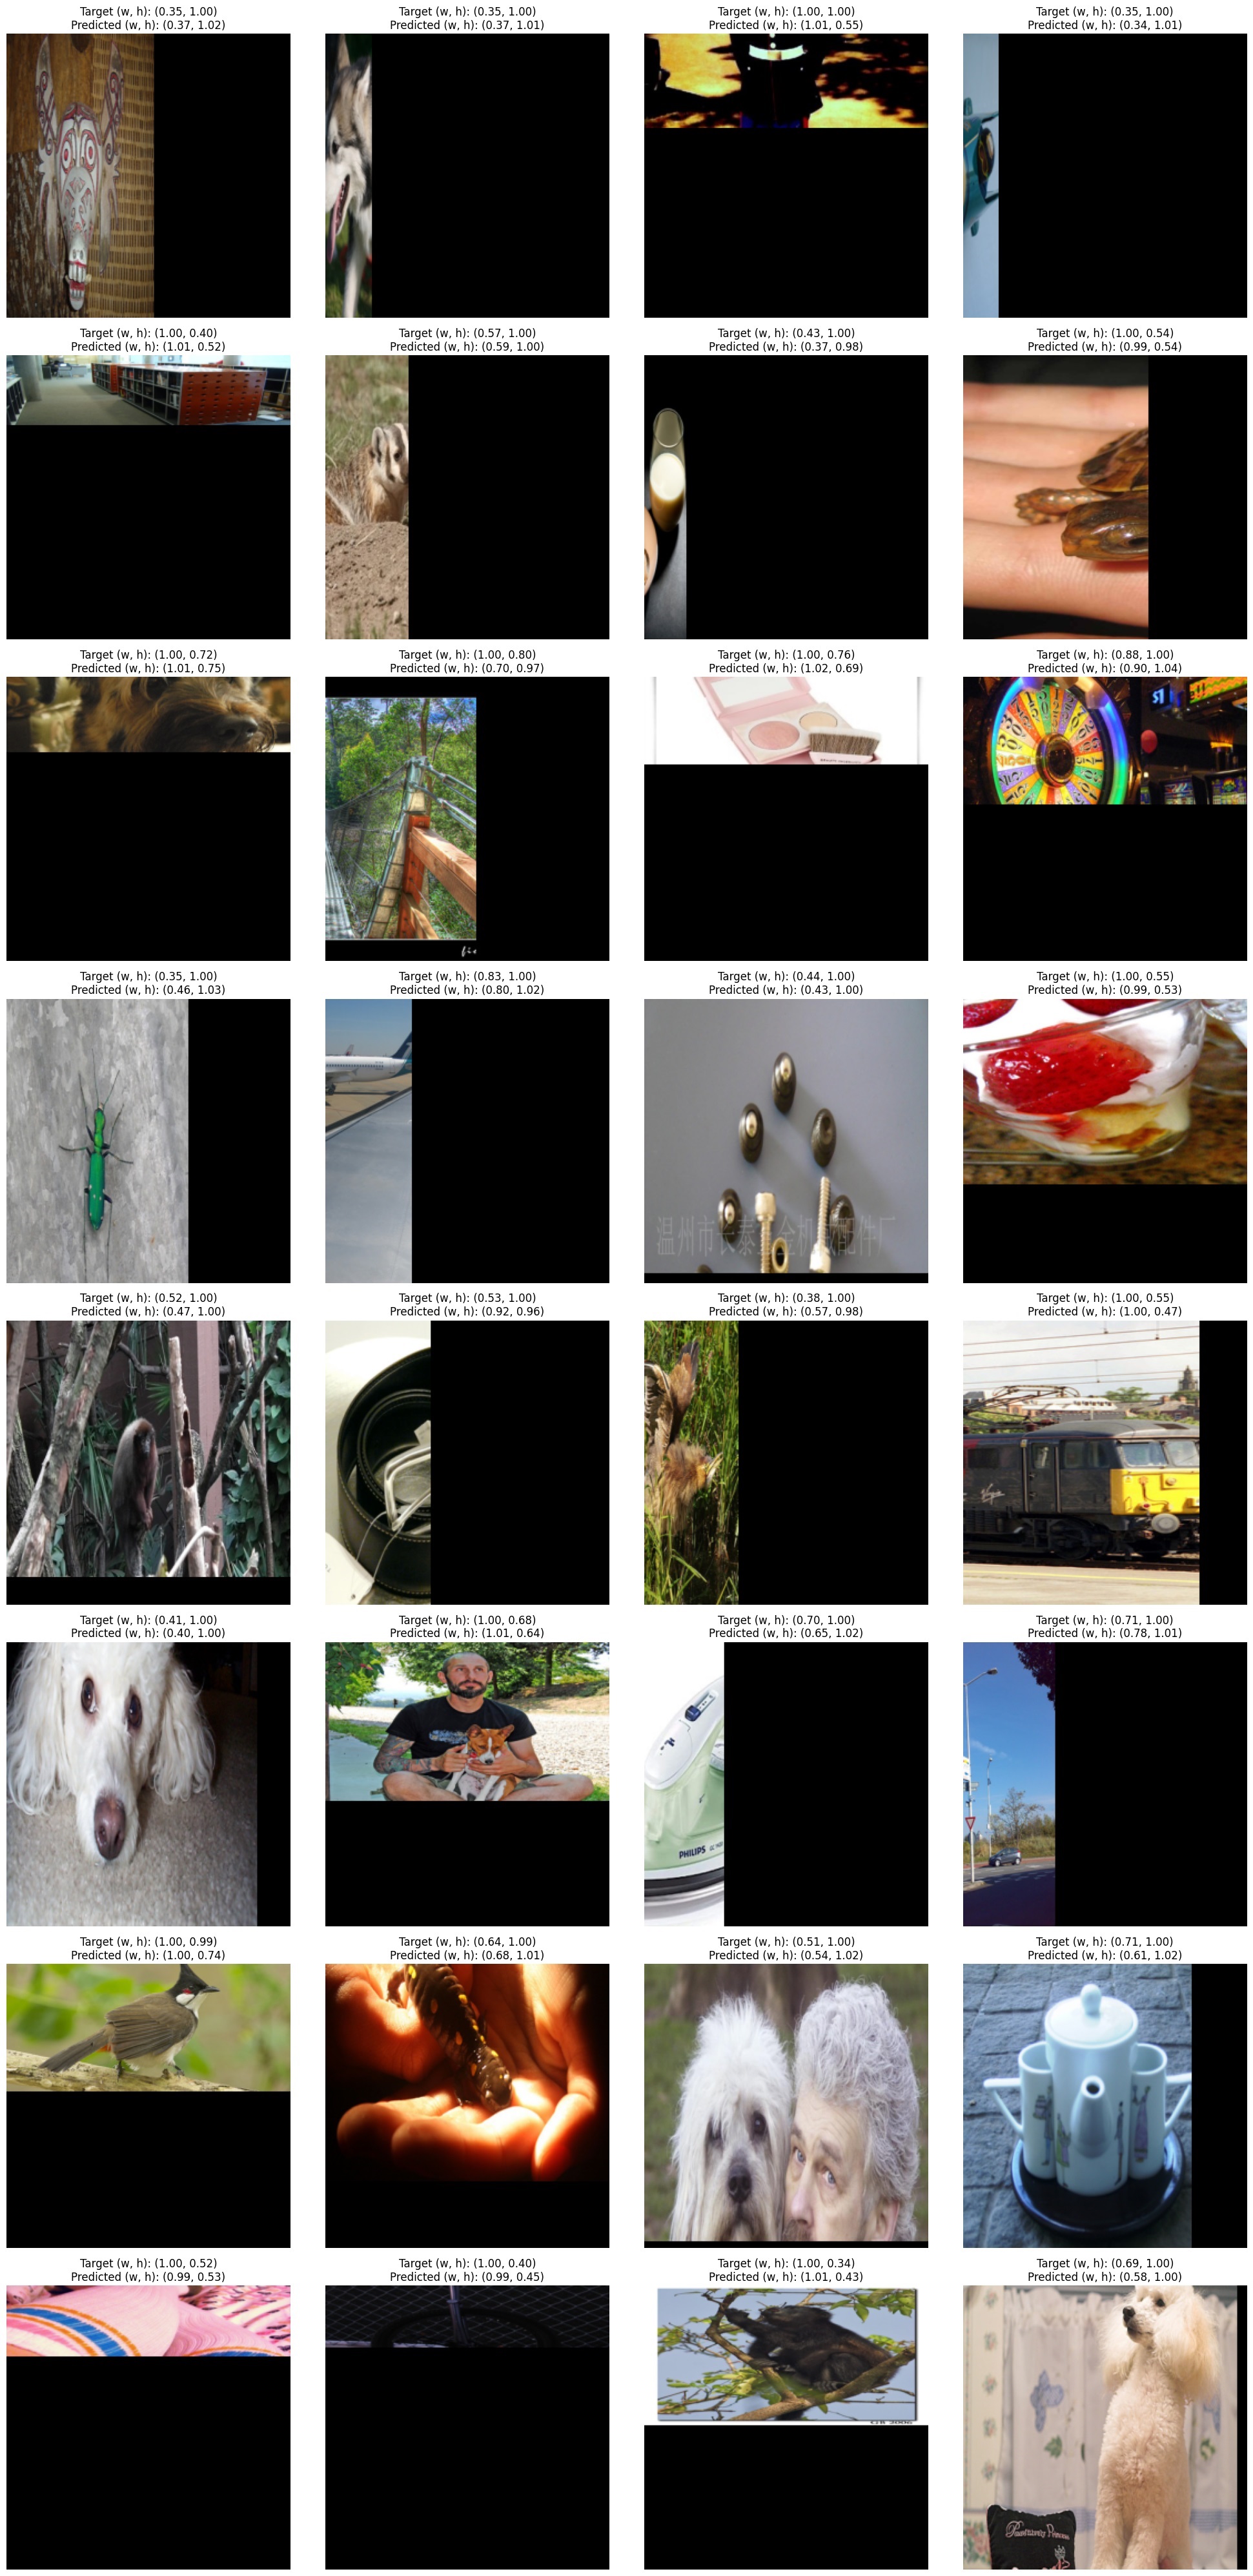 Target (w, h): (0.35, 1.00)
Predicted (w, h): (0.37, 1.02)
Target (w, h): (0.35, 1.00)
Predicted (w, h): (0.37, 1.01)
Target (w, h): (1.00, 1.00)
Predicted (w, h): (1.01, 0.55)
Target (w, h): (0.35, 1.00)
Predicted (w, h): (0.34, 1.01)
Target (w, h): (1.00, 0.40)
Predicted (w, h): (1.01, 0.52)
Target (w, h): (0.57, 1.00)
Predicted (w, h): (0.59, 1.00)
Target (w, h): (0.43, 1.00)
Predicted (w, h): (0.37, 0.98)
Target (w, h): (1.00, 0.54)
Predicted (w, h): (0.99, 0.54)
Target (w, h): (1.00, 0.72)
Predicted (w, h): (1.01, 0.75)
Target (w, h): (1.00, 0.80)
Predicted (w, h): (0.70, 0.97)
Target (w, h): (1.00, 0.76)
Predicted (w, h): (1.02, 0.69)
Target (w, h): (0.88, 1.00)
Predicted (w, h): (0.90, 1.04)
Target (w, h): (0.35, 1.00)
Predicted (w, h): (0.46, 1.03)
Target (w, h): (0.83, 1.00)
Predicted (w, h): (0.80, 1.02)
Target (w, h): (0.44, 1.00)
Predicted (w, h): (0.43, 1.00)
温州市长泰五金机械配件厂
Target (w, h): (1.00, 0.55)
Predicted (w, h): (0.99, 0.53)
Target (w, h): (0.52, 1.00)
Predicted (w, h): (0.47, 1.00)
Target (w, h): (0.53, 1.00)
Predicted (w, h): (0.92, 0.96)
Target (w, h): (0.38, 1.00)
Predicted (w, h): (0.57, 0.98)
Target (w, h): (1.00, 0.55)
Predicted (w, h): (1.00, 0.47)
Virgin
Target (w, h): (0.41, 1.00)
Predicted (w, h): (0.40, 1.00)
Target (w, h): (1.00, 0.68)
Predicted (w, h): (1.01, 0.64)
Target (w, h): (0.70, 1.00)
Predicted (w, h): (0.65, 1.02)
PHILIPS
Target (w, h): (0.71, 1.00)
Predicted (w, h): (0.78, 1.01)
Target (w, h): (1.00, 0.99)
Predicted (w, h): (1.00, 0.74)
Target (w, h): (0.64, 1.00)
Predicted (w, h): (0.68, 1.01)
Target (w, h): (0.51, 1.00)
Predicted (w, h): (0.54, 1.02)
Target (w, h): (0.71, 1.00)
Predicted (w, h): (0.61, 1.02)
Target (w, h): (1.00, 0.52)
Predicted (w, h): (0.99, 0.53)
Target (w, h): (1.00, 0.40)
Predicted (w, h): (0.99, 0.45)
Target (w, h): (1.00, 0.34)
Predicted (w, h): (1.01, 0.43)
Target (w, h): (0.69, 1.00)
Predicted (w, h): (0.58, 1.00)
Pawsitively Princess